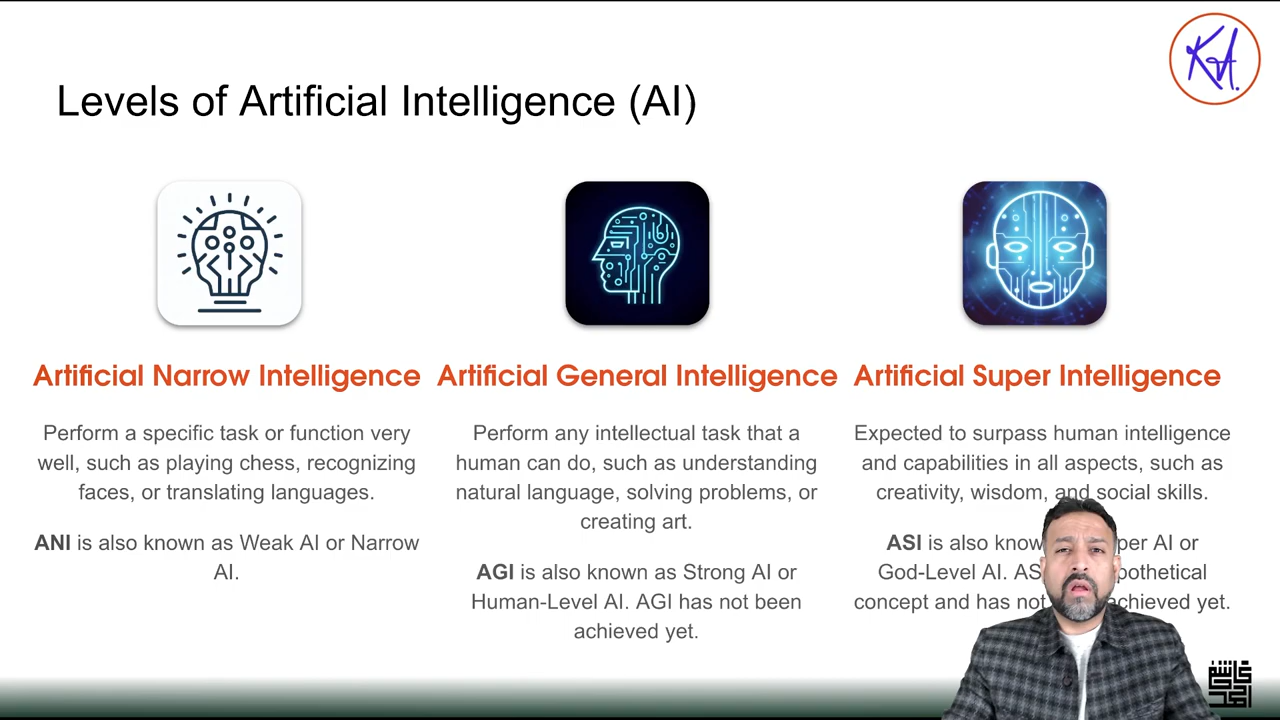 KA.
Levels of Artificial Intelligence (AI)
Artificial Narrow Intelligence
Perform a specific task or function very
well, such as playing chess, recognizing
faces, or translating languages.
ANI is also known as Weak AI or Narrow
AI.
Artificial General Intelligence
Perform any intellectual task that a
human can do, such as understanding
natural language, solving problems, or
creating art.
AGI is also known as Strong AI or
Human-Level AI. AGI has not been
achieved yet.
Artificial Super Intelligence
Expected to surpass human intelligence
and capabilities in all aspects, such as
creativity, wisdom, and social skills.
ASI is also AI or
God-Level AI.
concept and has not achieved yet.